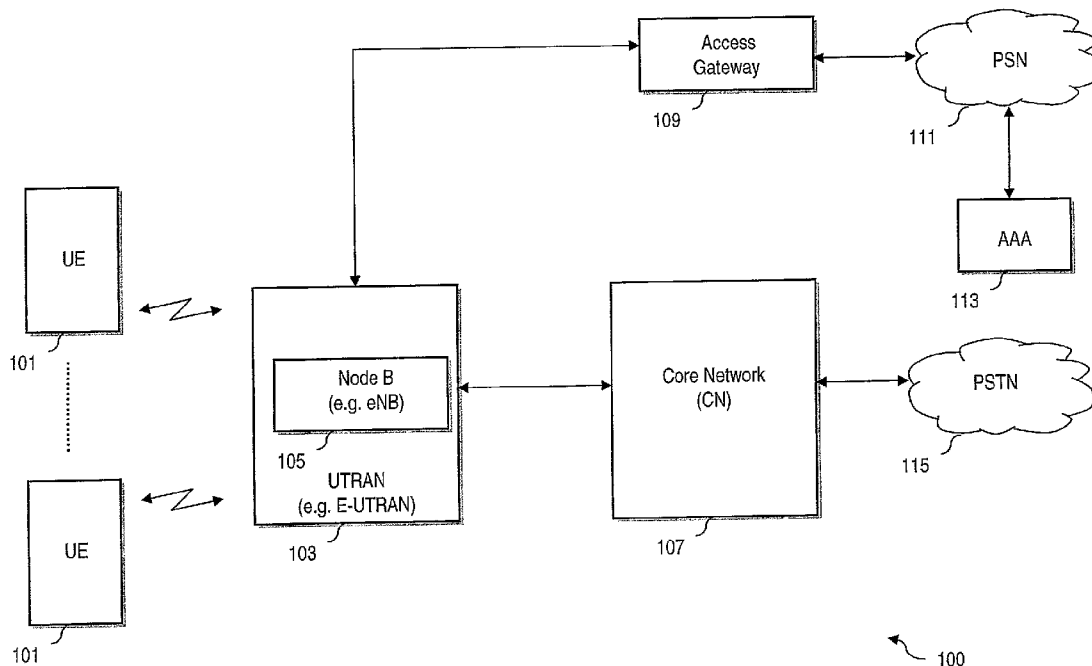 Access
Gateway
109
PSN
111
AAA
113
UE
101
UE
101
Node B
(e.g. eNB)
105
UTRAN
(e.g. E-UTRAN)
103
Core Network
(CN)
107
PSTN
115
100